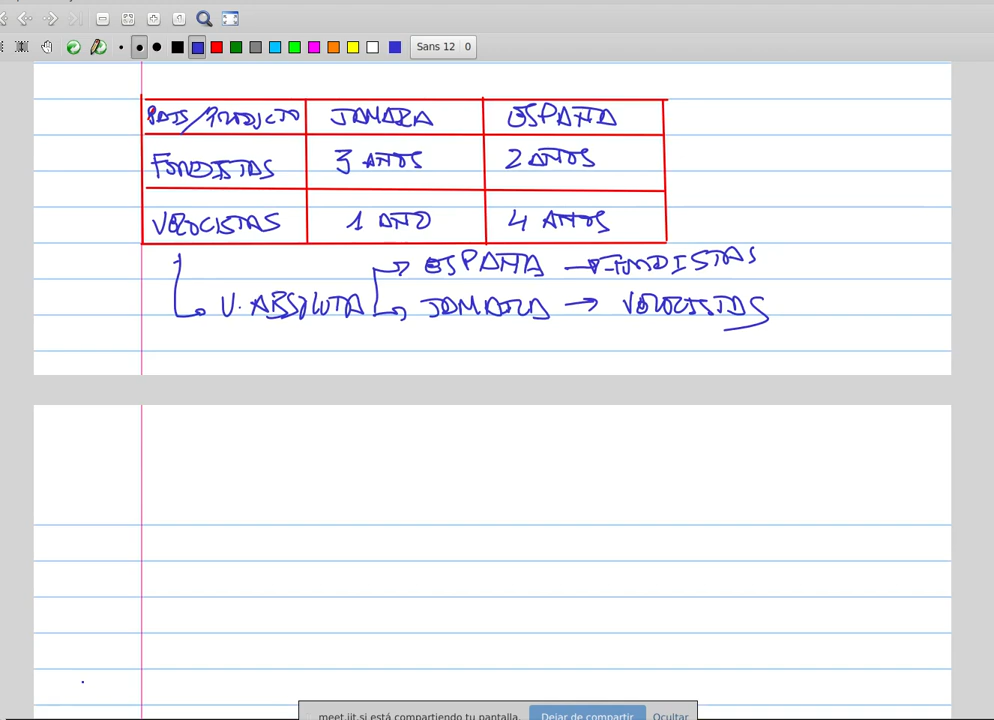 Sans 12 0
PAIS/PRODUCTO JAMAICA ESPAÑA
FONDISTAS 3 AÑOS 2 AÑOS
VELOCISTAS 1 AÑO 4 AÑOS
ESPAÑA → FONDISTAS
V. ABSOLUTA JAMAICA → VELOCISTAS
meet.jit.si está compartiendo tu pantalla. Dejar de compartir Ocultar